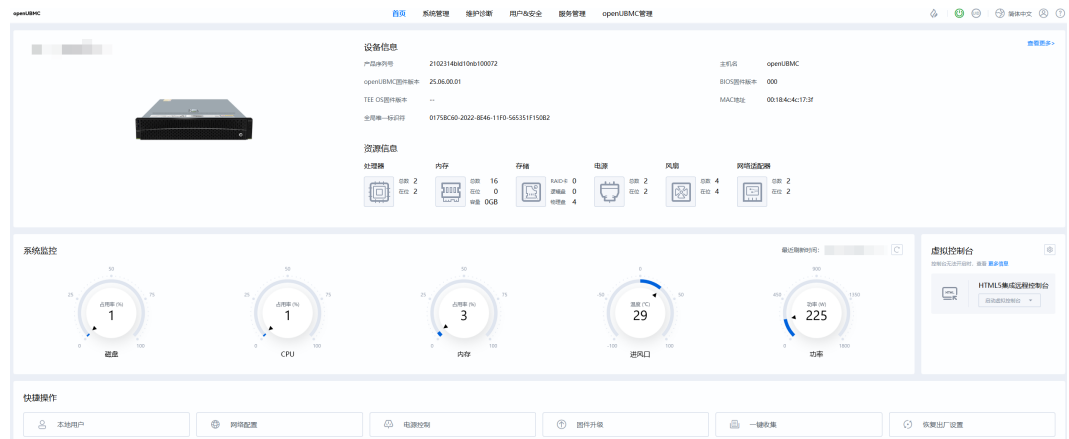 openUBMC 首页 系统管理 维护诊断 用户&安全 服务管理 openUBMC管理 简体中文
设备信息 查看更多>
产品序列号 2102314bld10nb100072 主机名 openUBMC
openUBMC固件版本 25.06.00.01 BIOS固件版本 000
TEE OS固件版本 -- MAC地址 00:18:4c:4c:17:3f
全局唯一标识符 0175BC60-2022-8E46-11F0-565351F150B2
资源信息
处理器 内存 存储 电源 风扇 网络适配器
总数 2 总数 16 RAID卡 0 总数 2 总数 4 总数 2
在位 2 在位 0 逻辑盘 0 在位 2 在位 4 在位 2
容量 0GB 物理盘 4
系统监控 最近刷新时间: 虚拟控制台
控制台无法开启时,查看 更多信息
50 50 50 0 900
25 75 25 75 25 75 -50 50 450 1350
占用率 (%) 占用率 (%) 占用率 (%) 温度 (℃) 功率 (W)
1 1 3 29 225
0 100 0 100 0 100 -100 100 0 1800
磁盘 CPU 内存 进风口 功率
HTML5集成远程控制台
启动虚拟控制台
快捷操作
本地用户 网络配置 电源控制 固件升级 一键收集 恢复出厂设置